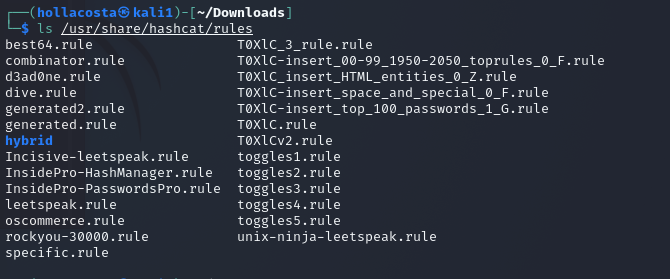 (hollacosta㉿kali1)-[~/Downloads]
$ ls /usr/share/hashcat/rules
best64.rule T0XlC_3_rule.rule
combinator.rule T0XlC-insert_00-99_1950-2050_toprules_0_F.rule
d3ad0ne.rule T0XlC_insert_HTML_entities_0_Z.rule
dive.rule T0XlC-insert_space_and_special_0_F.rule
generated2.rule T0XlC-insert_top_100_passwords_1_G.rule
generated.rule T0XlC.rule
hybrid T0XlCv2.rule
Incisive-leetspeak.rule toggles1.rule
InsidePro-HashManager.rule toggles2.rule
InsidePro-PasswordsPro.rule toggles3.rule
leetspeak.rule toggles4.rule
oscommerce.rule toggles5.rule
rockyou-30000.rule unix-ninja-leetspeak.rule
specific.rule